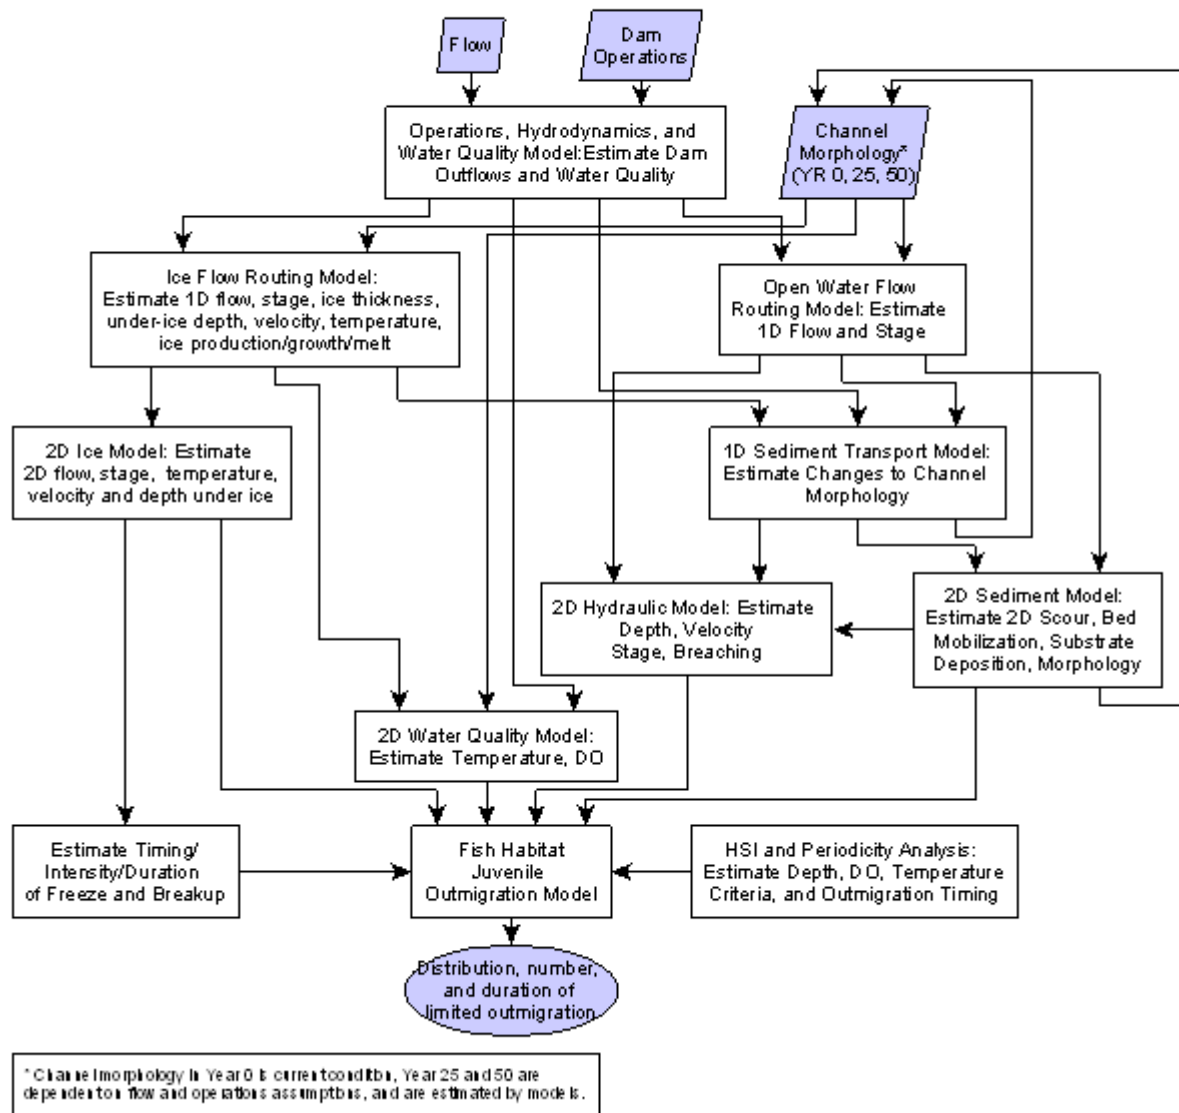 Flow
Dam
Operations
Operations, Hydrodynamics, and
Water Quality Model:Estimate Dam
Outflows and Water Quality
Channel
Morphology*
(YR 0, 25, 50)
Ice Flow Routing Model:
Estimate 1D flow, stage, ice thickness,
under-ice depth, velocity, temperature,
ice production/growth/melt
Open Water Flow
Routing Model: Estimate
1D Flow and Stage
2D Ice Model: Estimate
2D flow, stage, temperature,
velocity and depth under ice
1D Sediment Transport Model:
Estimate Changes to Channel
Morphology
2D Hydraulic Model: Estimate
Depth, Velocity
Stage, Breaching
2D Sediment Model:
Estimate 2D Scour, Bed
Mobilization, Substrate
Deposition, Morphology
2D Water Quality Model:
Estimate Temperature, DO
Estimate Timing/
Intensity/Duration
of Freeze and Breakup
Fish Habitat
Juvenile
Outmigration Model
HSI and Periodicity Analysis:
Estimate Depth, DO, Temperature
Criteria, and Outmigration Timing
Distribution, number,
and duration of
limited outmigration
* Channel morphology in Year 0 is current condition, Year 25 and 50 are
dependent on flow and operations assumptions, and are estimated by models.